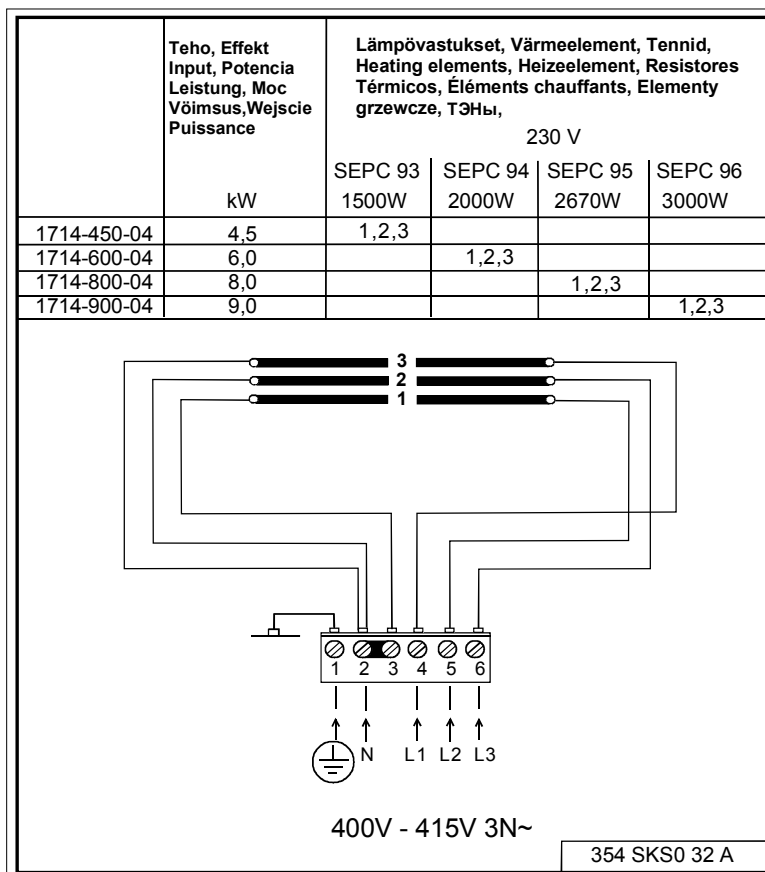 Teho, Effekt
Input, Potencia
Leistung, Moc
Vöimsus,Wejscie
Puissance
kW
Lämpövastukset, Värmeelement, Tennid,
Heating elements, Heizeelement, Resistores
Térmicos, Éléments chauffants, Elementy
grzewcze, ТЭНы,
230 V
SEPC 93 SEPC 94 SEPC 95 SEPC 96
1500W 2000W 2670W 3000W
1714-450-04 4,5 1,2,3
1714-600-04 6,0 1,2,3
1714-800-04 8,0 1,2,3
1714-900-04 9,0 1,2,3
3
2
1
1 2 3 4 5 6
N L1 L2 L3
400V - 415V 3N~
354 SKS0 32 A